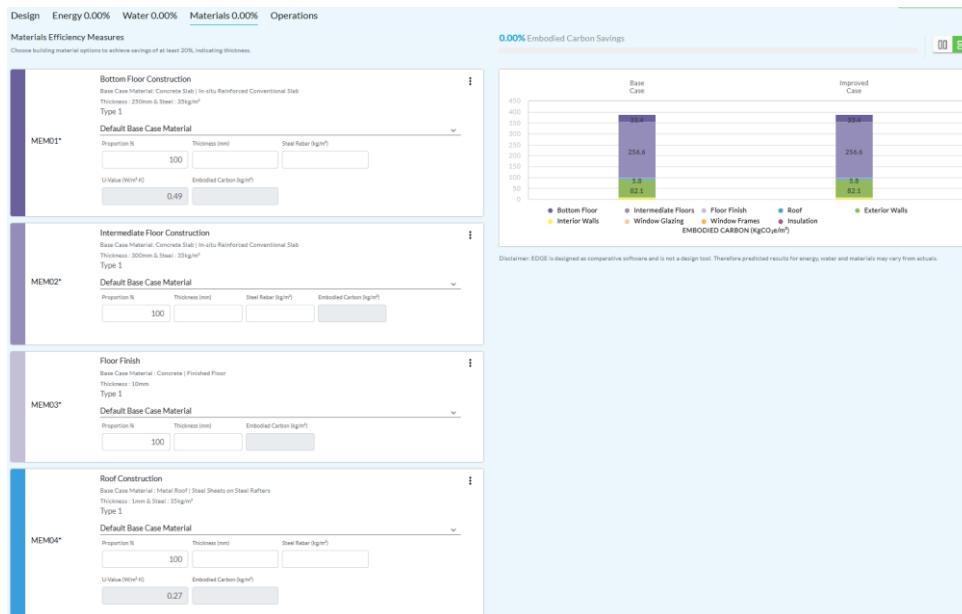 Design Energy 0.00% Water 0.00% Materials 0.00% Operations
Materials Efficiency Measures
Choose building material options to achieve savings of at least 20%, indicating thickness.
MEM01*
Bottom Floor Construction
Base Case Material: Concrete Slab | In-situ Reinforced Conventional Slab
Thickness : 250mm & Steel : 35kg/m²
Type 1
Default Base Case Material
Proportion % Thickness (mm) Steel Rebar (kg/m²)
100
U-Value (W/m²·K) Embodied Carbon (kg/m²)
0.49
MEM02*
Intermediate Floor Construction
Base Case Material: Concrete Slab | In-situ Reinforced Conventional Slab
Thickness : 300mm & Steel : 35kg/m²
Type 1
Default Base Case Material
Proportion % Thickness (mm) Steel Rebar (kg/m²) Embodied Carbon (kg/m²)
100
MEM03*
Floor Finish
Base Case Material : Concrete | Finished Floor
Thickness : 10mm
Type 1
Default Base Case Material
Proportion % Thickness (mm) Embodied Carbon (kg/m²)
100
MEM04*
Roof Construction
Base Case Material : Metal Roof | Steel Sheets on Steel Rafters
Thickness : 1mm & Steel : 35kg/m²
Type 1
Default Base Case Material
Proportion % Thickness (mm) Steel Rebar (kg/m²)
100
U-Value (W/m²·K) Embodied Carbon (kg/m²)
0.27
0.00% Embodied Carbon Savings
Base Case
Improved Case
450
400
350
300
250
200
150
100
50
0
33.4 33.4
256.6 256.6
5.8 5.8
82.1 82.1
Bottom Floor Intermediate Floors Floor Finish Roof Exterior Walls
Interior Walls Window Glazing Window Frames Insulation
EMBODIED CARBON (KgCO₂e/m²)
Disclaimer: EDGE is designed as comparative software and is not a design tool. Therefore predicted results for energy, water and materials may vary from actuals.